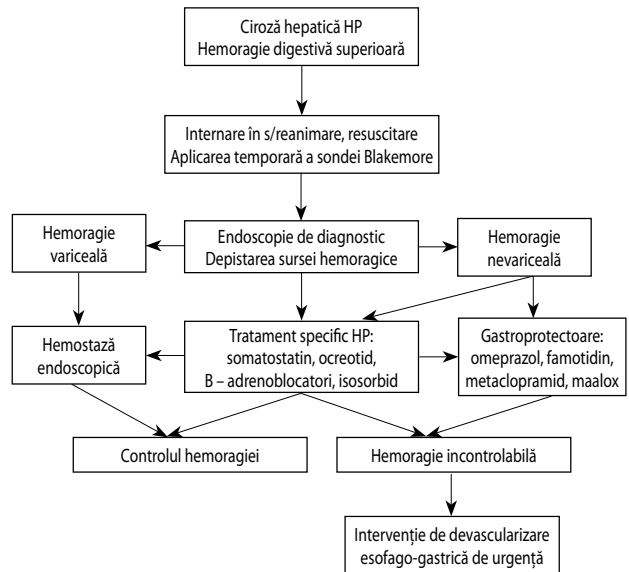 Ciroză hepatică HP
Hemoragie digestivă superioară
Internare în s/reanimare, resuscitare
Aplicarea temporară a sondei Blakemore
Hemoragie
variceală
Endoscopie de diagnostic
Depistarea sursei hemoragice
Hemoragie
nevariceală
Hemostază
endoscopică
Tratament specific HP:
somatostatin, ocreotid,
B – adrenoblocatori, isosorbid
Gastroprotectoare:
omeprazol, famotidin,
metaclopramid, maalox
Controlul hemoragiei
Hemoragie incontrolabilă
Intervenție de devascularizare
esofago-gastrică de urgență